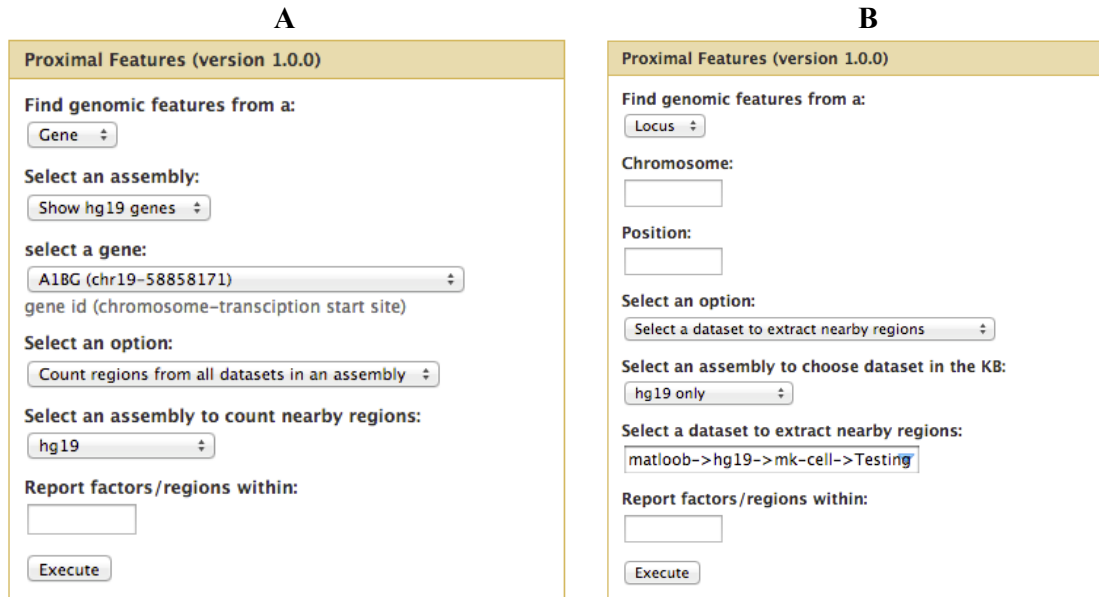 A
Proximal Features (version 1.0.0)
Find genomic features from a:
Gene
Select an assembly:
Show hg19 genes
select a gene:
A1BG (chr19-58858171)
gene id (chromosome-transciption start site)
Select an option:
Count regions from all datasets in an assembly
Select an assembly to count nearby regions:
hg19
Report factors/regions within:
Execute
B
Proximal Features (version 1.0.0)
Find genomic features from a:
Locus
Chromosome:
Position:
Select an option:
Select a dataset to extract nearby regions
Select an assembly to choose dataset in the KB:
hg19 only
Select a dataset to extract nearby regions:
matloob->hg19->mk-cell->Testing
Report factors/regions within:
Execute